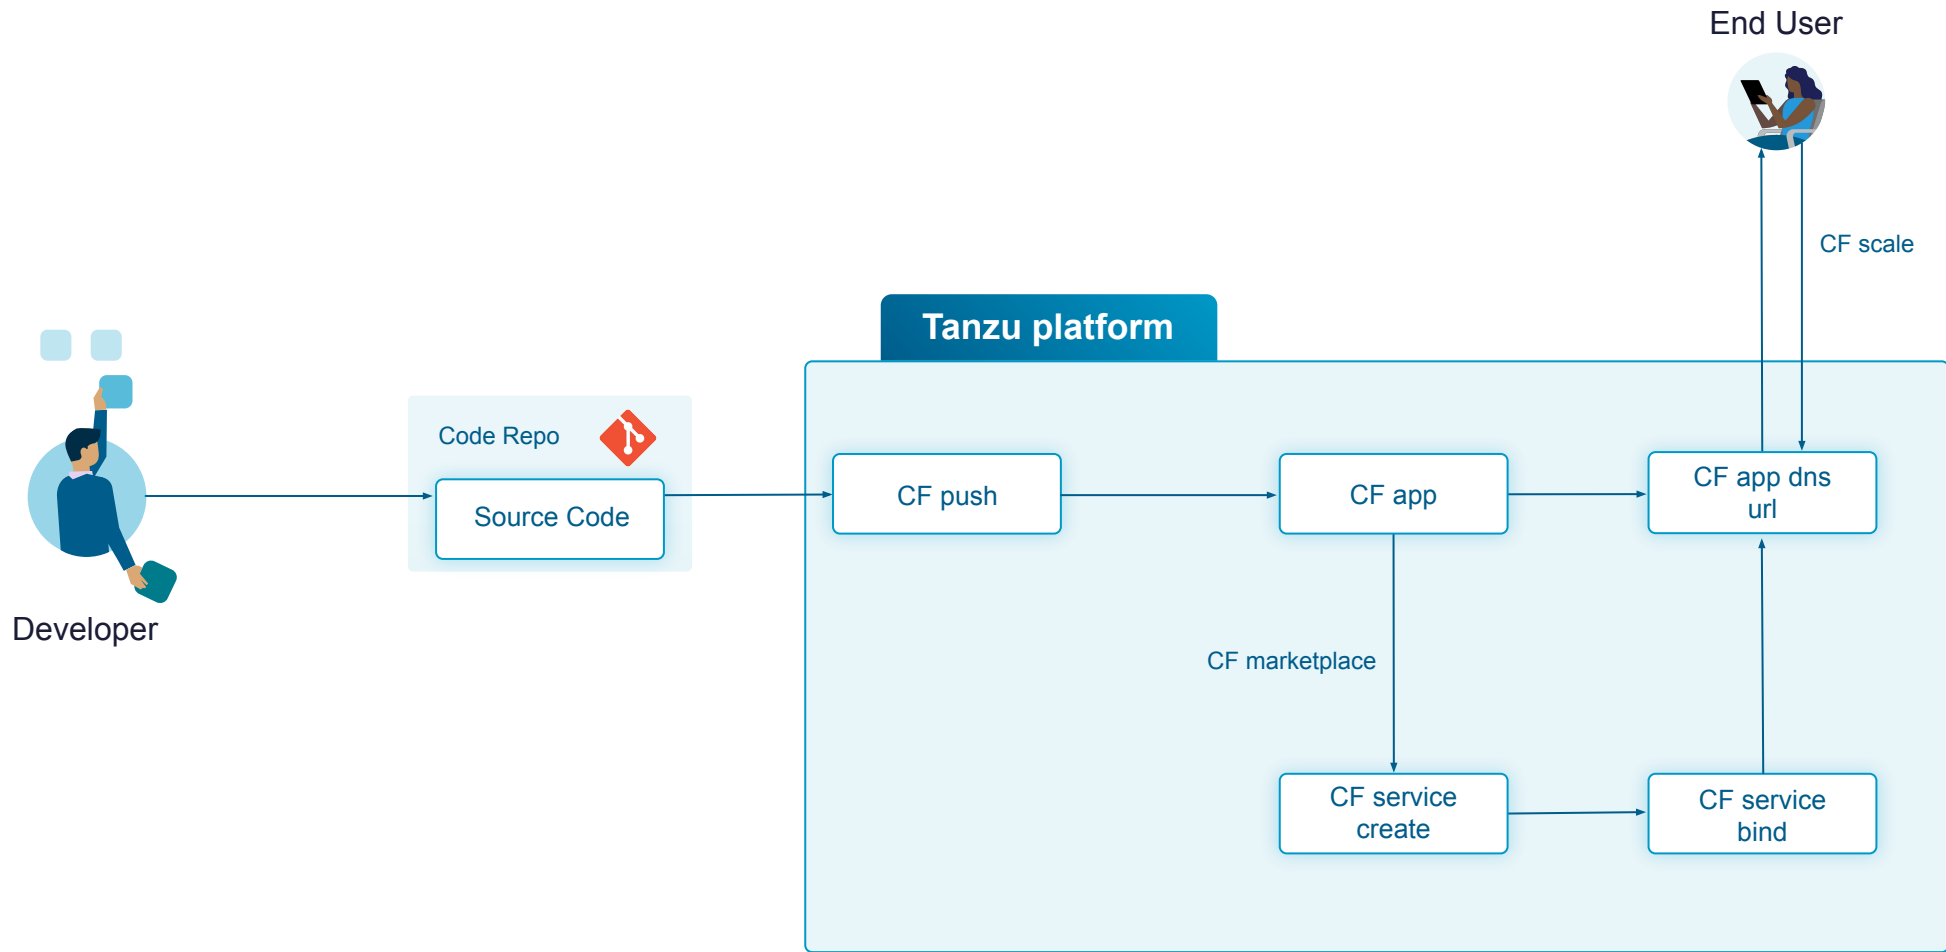 End User
CF scale
Tanzu platform
Code Repo
Source Code
CF push
CF app
CF app dns
url
Developer
CF marketplace
CF service
create
CF service
bind